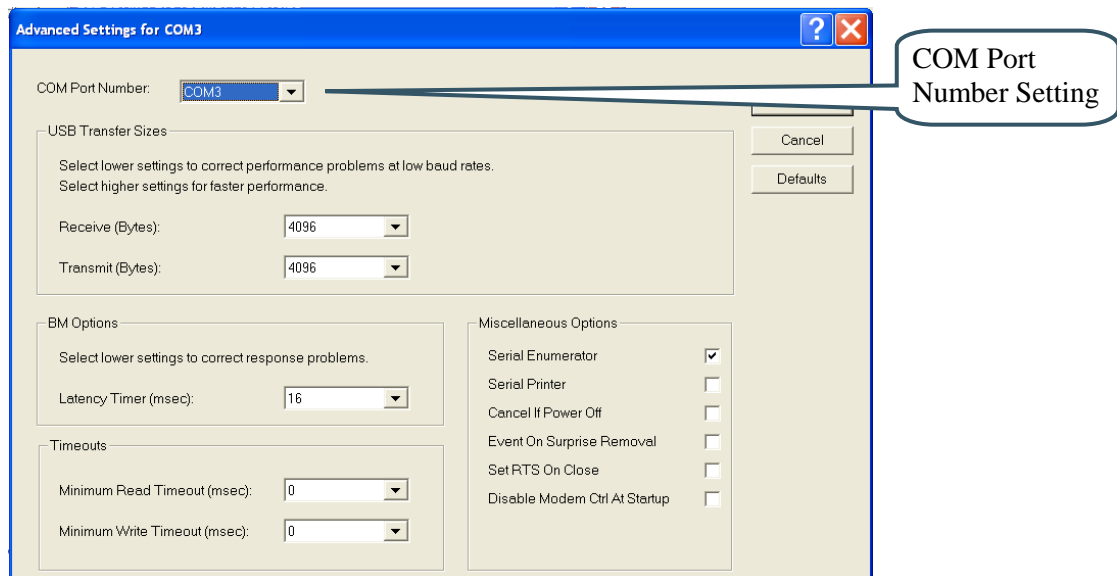 Advanced Settings for COM3
COM Port
Number Setting
COM Port Number:
COM3
USB Transfer Sizes
Cancel
Select lower settings to correct performance problems at low baud rates.
Select higher settings for faster performance.
Defaults
Receive (Bytes):
4096
Transmit (Bytes):
4096
BM Options
Select lower settings to correct response problems.
Latency Timer (msec):
16
Timeouts
Minimum Read Timeout (msec):
0
Minimum Write Timeout (msec):
0
Miscellaneous Options
Serial Enumerator
Serial Printer
Cancel If Power Off
Event On Surprise Removal
Set RTS On Close
Disable Modem Ctrl At Startup